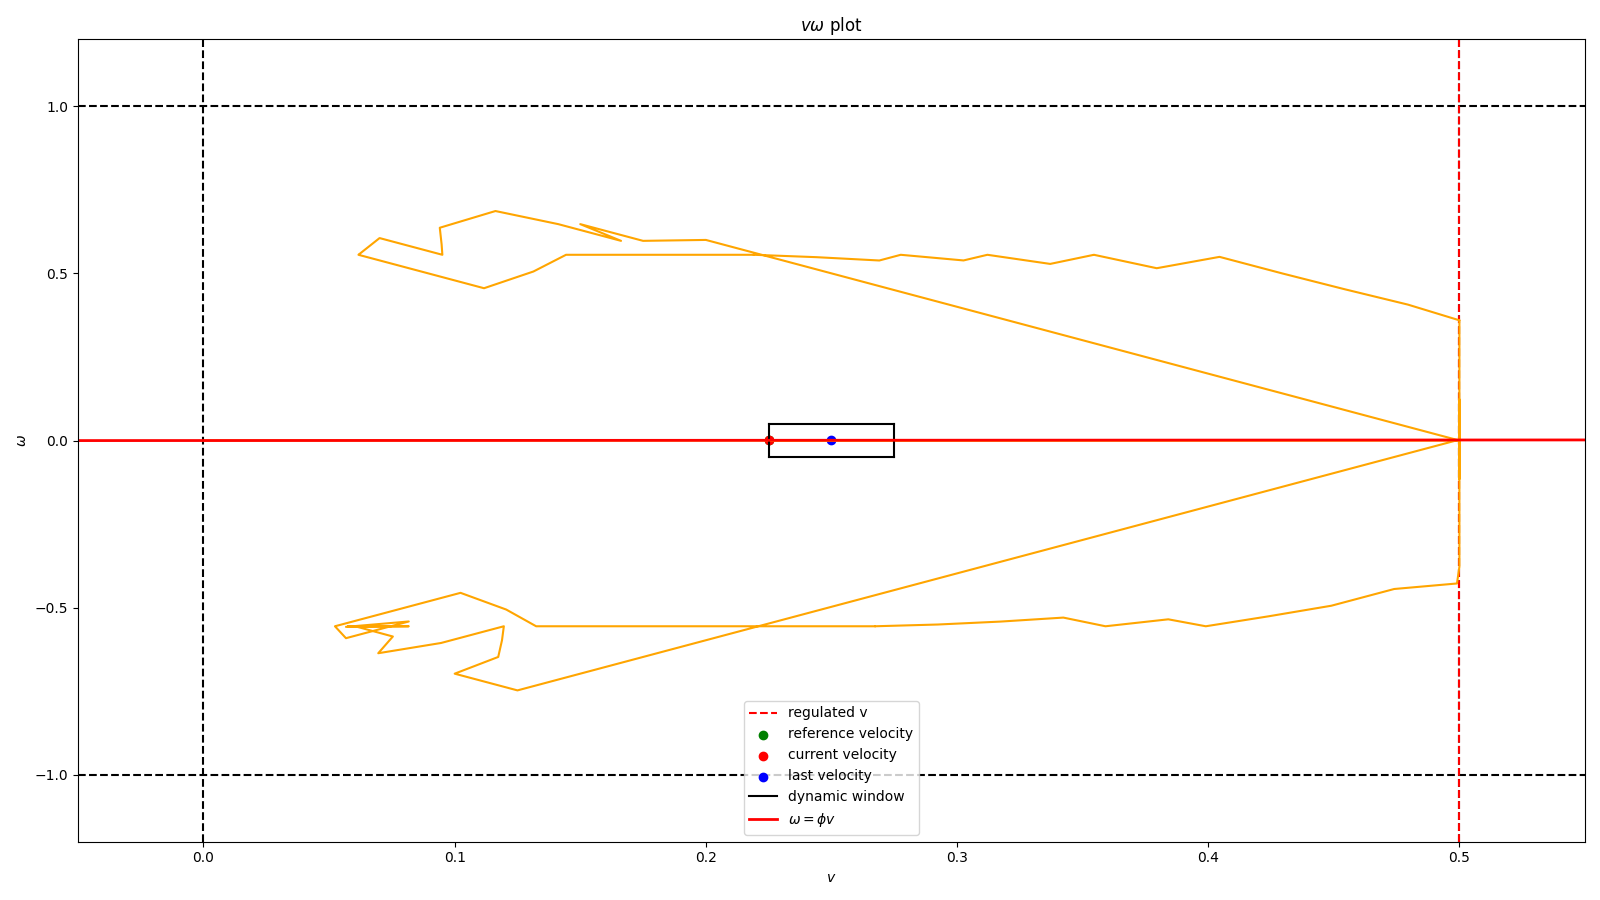 vω plot
1.0
0.5
0.0
−0.5
−1.0
ω
0.0 0.1 0.2 0.3 0.4 0.5
v
regulated v
reference velocity
current velocity
last velocity
dynamic window
ω = ϕv